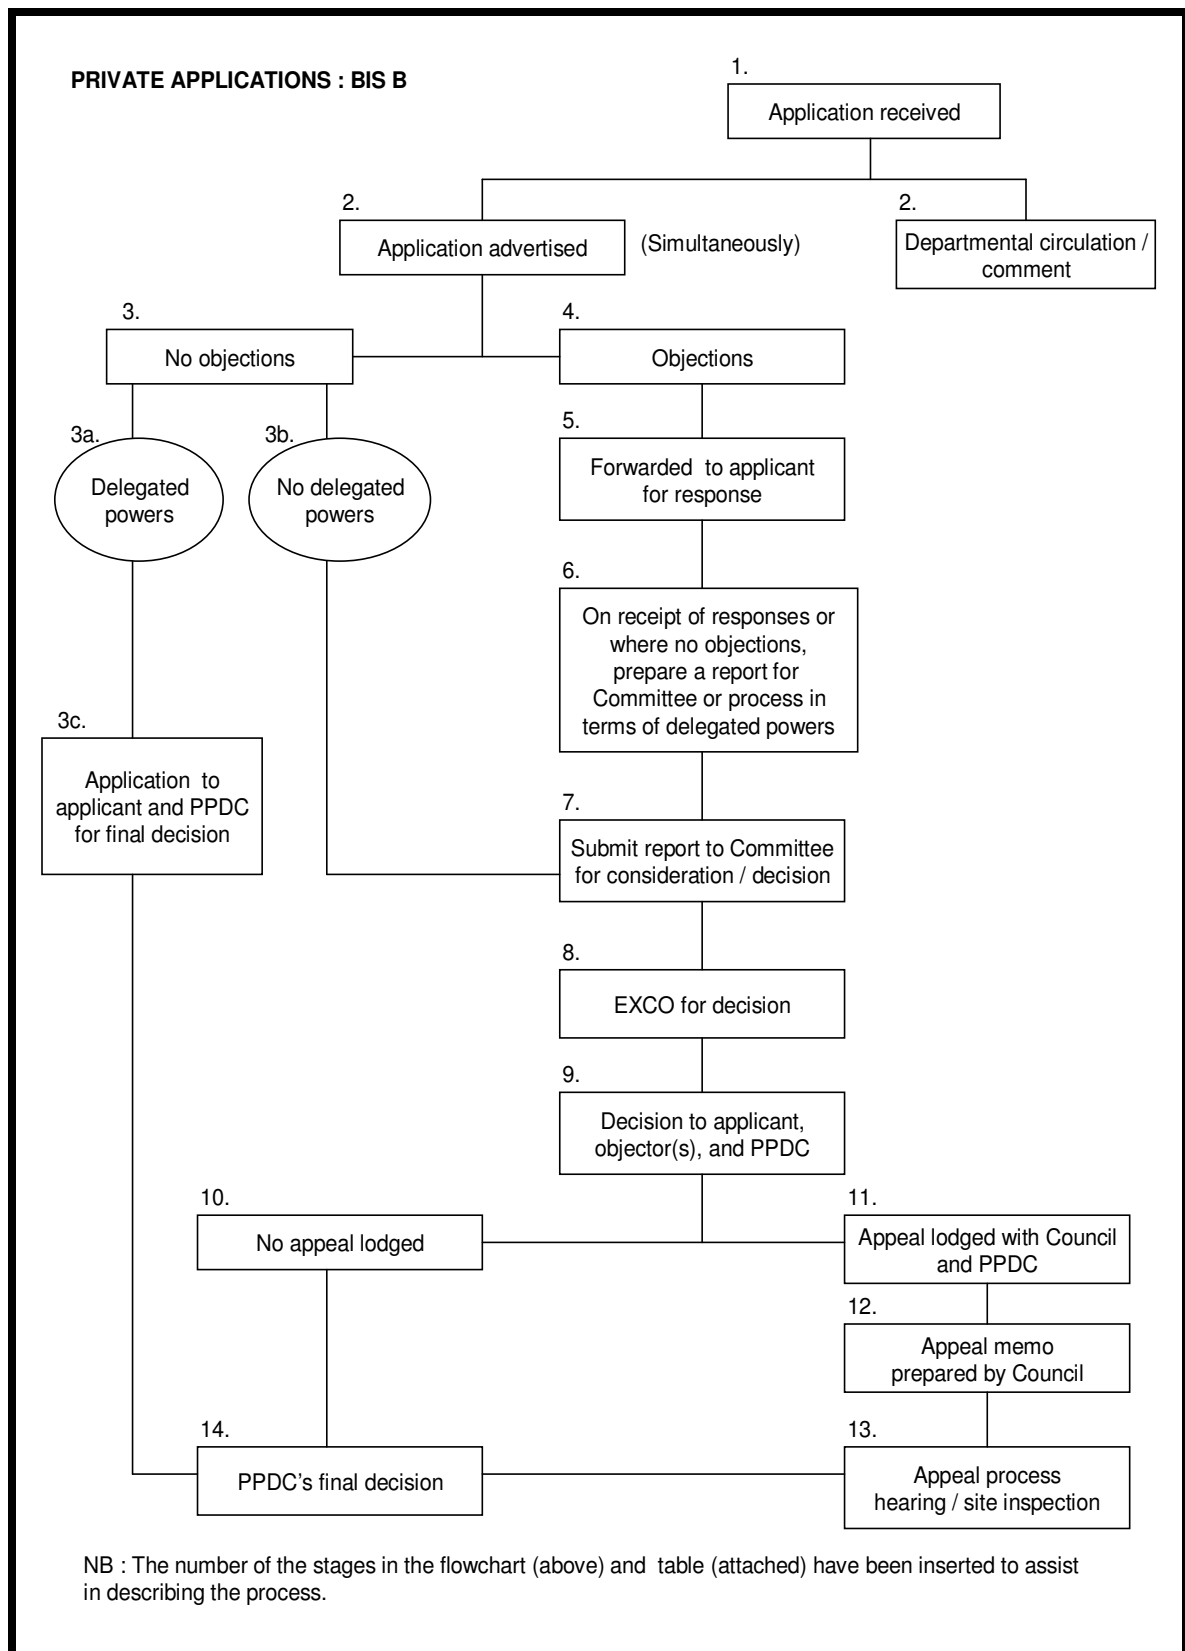 PRIVATE APPLICATIONS : BIS B
1.
Application received
2.
Application advertised
(Simultaneously)
2.
Departmental circulation /
comment
3.
No objections
4.
Objections
3a.
Delegated
powers
3b.
No delegated
powers
5.
Forwarded to applicant
for response
6.
On receipt of responses or
where no objections,
prepare a report for
Committee or process in
terms of delegated powers
3c.
Application to
applicant and PPDC
for final decision
7.
Submit report to Committee
for consideration / decision
8.
EXCO for decision
9.
Decision to applicant,
objector(s), and PPDC
10.
No appeal lodged
11.
Appeal lodged with Council
and PPDC
12.
Appeal memo
prepared by Council
13.
Appeal process
hearing / site inspection
14.
PPDC's final decision
NB : The number of the stages in the flowchart (above) and table (attached) have been inserted to assist
in describing the process.